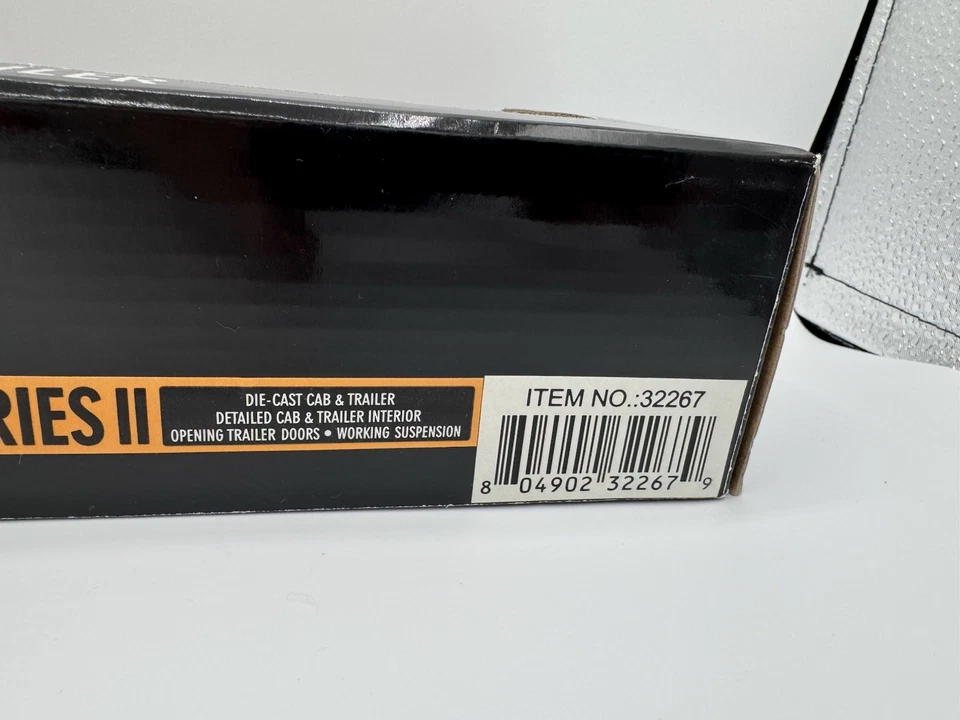 RIES II
DIE-CAST CAB & TRAILER
DETAILED CAB & TRAILER INTERIOR
OPENING TRAILER DOORS • WORKING SUSPENSION
ITEM NO.:32267
8 04902 32267 9